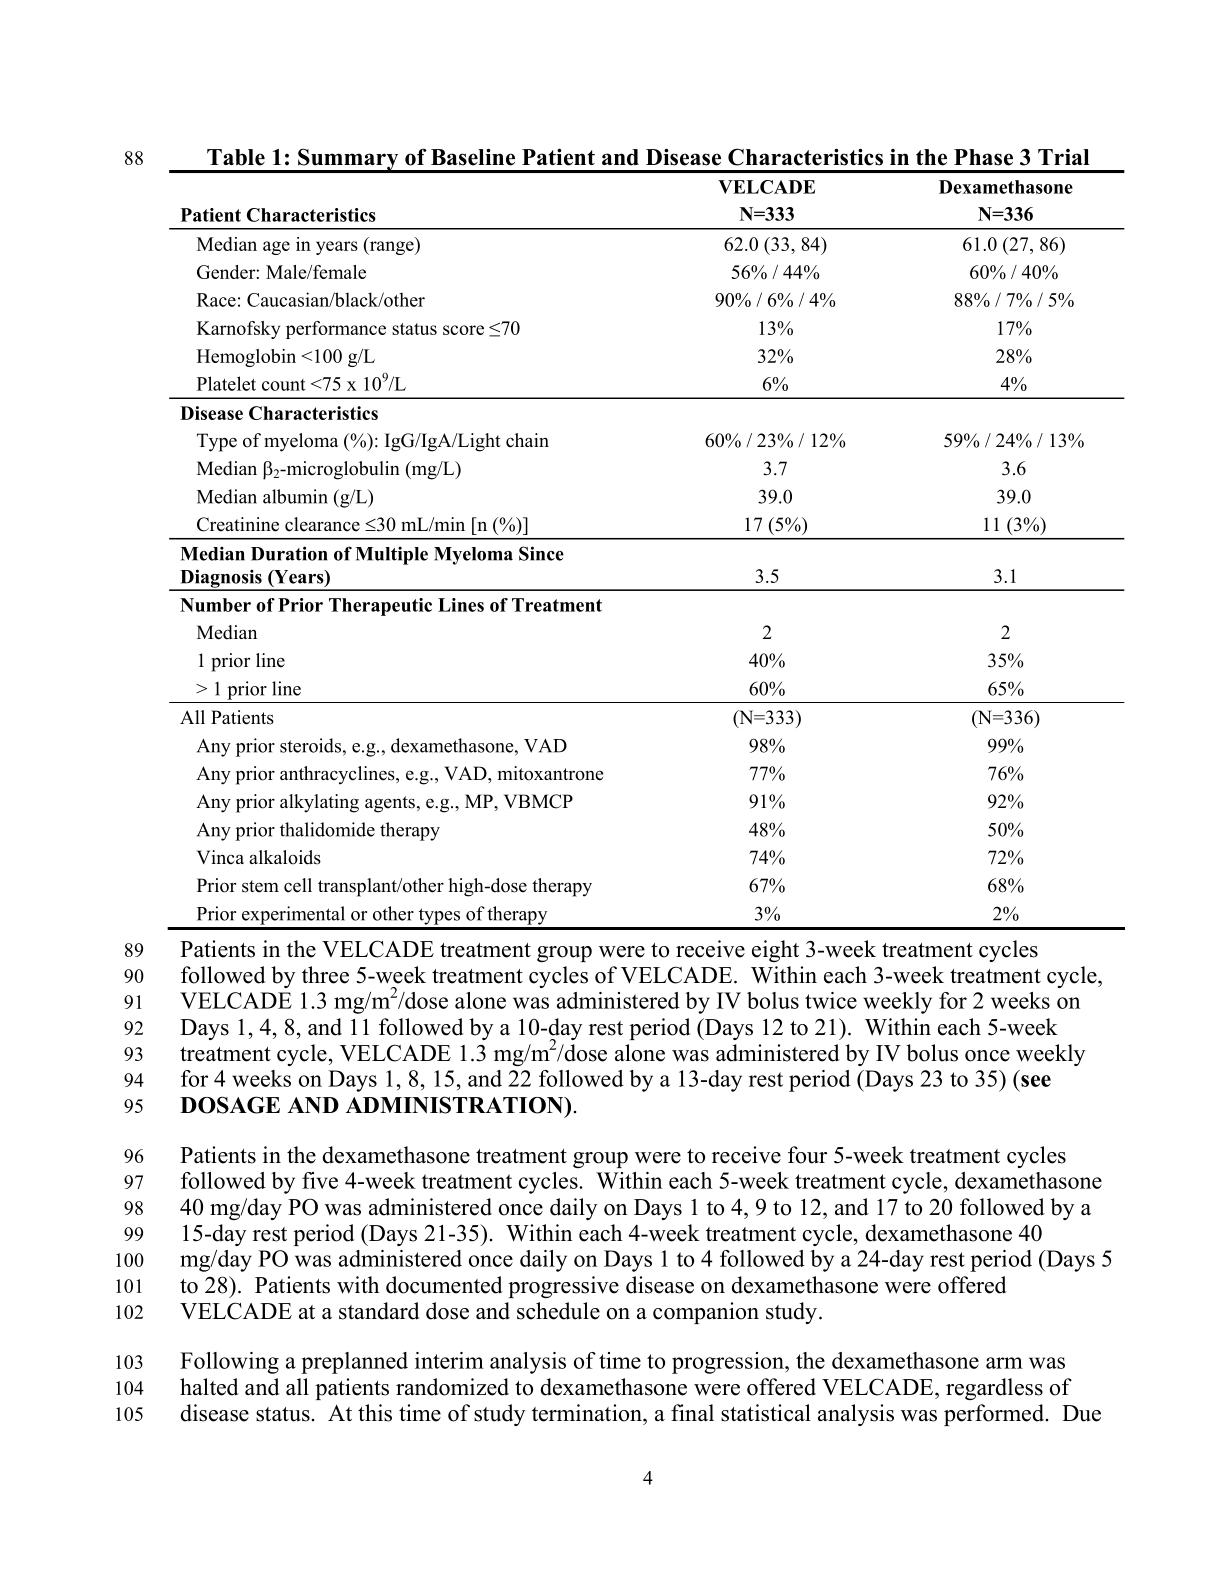 88 Table 1: Summary of Baseline Patient and Disease Characteristics in the Phase 3 Trial
VELCADE Dexamethasone
Patient Characteristics N=333 N=336
Median age in years (range) 62.0 (33, 84) 61.0 (27, 86)
Gender: Male/female 56% / 44% 60% / 40%
Race: Caucasian/black/other 90% / 6% / 4% 88% / 7% / 5%
Karnofsky performance status score ≤70 13% 17%
Hemoglobin <100 g/L 32% 28%
Platelet count <75 x 10⁹/L 6% 4%
Disease Characteristics
Type of myeloma (%): IgG/IgA/Light chain 60% / 23% / 12% 59% / 24% / 13%
Median β₂-microglobulin (mg/L) 3.7 3.6
Median albumin (g/L) 39.0 39.0
Creatinine clearance ≤30 mL/min [n (%)] 17 (5%) 11 (3%)
Median Duration of Multiple Myeloma Since
Diagnosis (Years) 3.5 3.1
Number of Prior Therapeutic Lines of Treatment
Median 2 2
1 prior line 40% 35%
> 1 prior line 60% 65%
All Patients (N=333) (N=336)
Any prior steroids, e.g., dexamethasone, VAD 98% 99%
Any prior anthracyclines, e.g., VAD, mitoxantrone 77% 76%
Any prior alkylating agents, e.g., MP, VBMCP 91% 92%
Any prior thalidomide therapy 48% 50%
Vinca alkaloids 74% 72%
Prior stem cell transplant/other high-dose therapy 67% 68%
Prior experimental or other types of therapy 3% 2%
89 Patients in the VELCADE treatment group were to receive eight 3-week treatment cycles
90 followed by three 5-week treatment cycles of VELCADE. Within each 3-week treatment cycle,
91 VELCADE 1.3 mg/m²/dose alone was administered by IV bolus twice weekly for 2 weeks on
92 Days 1, 4, 8, and 11 followed by a 10-day rest period (Days 12 to 21). Within each 5-week
93 treatment cycle, VELCADE 1.3 mg/m²/dose alone was administered by IV bolus once weekly
94 for 4 weeks on Days 1, 8, 15, and 22 followed by a 13-day rest period (Days 23 to 35) (see
95 DOSAGE AND ADMINISTRATION).
96 Patients in the dexamethasone treatment group were to receive four 5-week treatment cycles
97 followed by five 4-week treatment cycles. Within each 5-week treatment cycle, dexamethasone
98 40 mg/day PO was administered once daily on Days 1 to 4, 9 to 12, and 17 to 20 followed by a
99 15-day rest period (Days 21-35). Within each 4-week treatment cycle, dexamethasone 40
100 mg/day PO was administered once daily on Days 1 to 4 followed by a 24-day rest period (Days 5
101 to 28). Patients with documented progressive disease on dexamethasone were offered
102 VELCADE at a standard dose and schedule on a companion study.
103 Following a preplanned interim analysis of time to progression, the dexamethasone arm was
104 halted and all patients randomized to dexamethasone were offered VELCADE, regardless of
105 disease status. At this time of study termination, a final statistical analysis was performed. Due
4